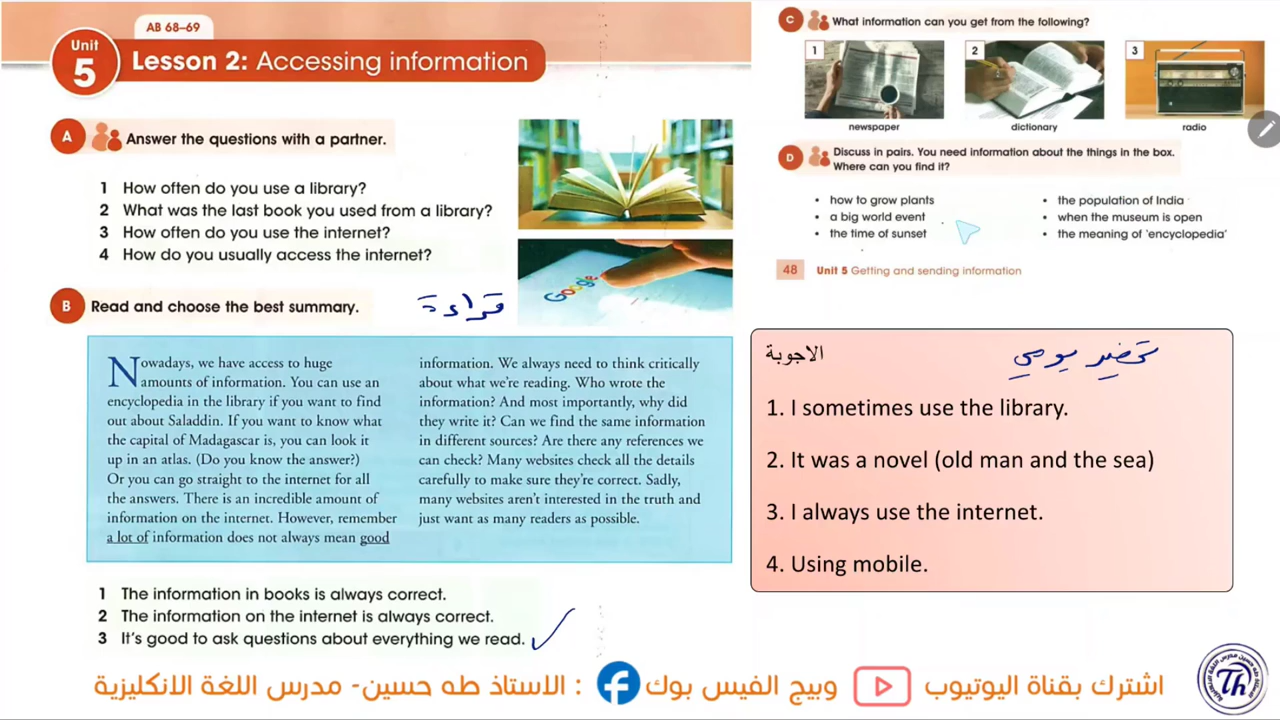 AB 68–69
Unit
5
Lesson 2: Accessing information
A Answer the questions with a partner.
1 How often do you use a library?
2 What was the last book you used from a library?
3 How often do you use the internet?
4 How do you usually access the internet?
Google
B Read and choose the best summary.
قراءة
Nowadays, we have access to huge
amounts of information. You can use an
encyclopedia in the library if you want to find
out about Saladdin. If you want to know what
the capital of Madagascar is, you can look it
up in an atlas. (Do you know the answer?)
Or you can go straight to the internet for all
the answers. There is an incredible amount of
information on the internet. However, remember
a lot of information does not always mean good
information. We always need to think critically
about what we're reading. Who wrote the
information? And most importantly, why did
they write it? Can we find the same information
in different sources? Are there any references we
can check? Many websites check all the details
carefully to make sure they're correct. Sadly,
many websites aren't interested in the truth and
just want as many readers as possible.
1 The information in books is always correct.
2 The information on the internet is always correct.
3 It's good to ask questions about everything we read.
C What information can you get from the following?
1
2
3
newspaper
dictionary
radio
D Discuss in pairs. You need information about the things in the box.
Where can you find it?
• how to grow plants
• a big world event
• the time of sunset
• the population of India
• when the museum is open
• the meaning of 'encyclopedia'
48 Unit 5 Getting and sending information
الاجوبة
تحضير يومي
1. I sometimes use the library.
2. It was a novel (old man and the sea)
3. I always use the internet.
4. Using mobile.
اشترك بقناة اليوتيوب وبيج الفيس بوك : الاستاذ طه حسين- مدرس اللغة الانكليزية
Th